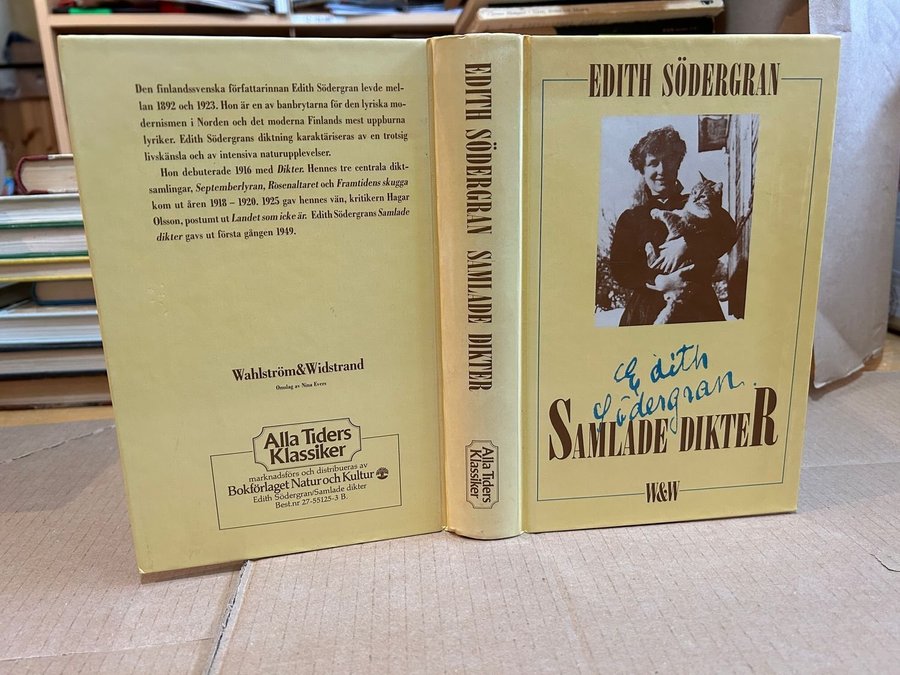 Den finlandssvenska författarinnan Edith Södergran levde mel-
lan 1892 och 1923. Hon är en av banbrytarna för den lyriska mo-
dernismen i Norden och det moderna Finlands mest uppburna
lyriker. Edith Södergrans diktning karaktäriseras av en trotsig
livskänsla och av intensiva naturupplevelser.
Hon debuterade 1916 med Dikter. Hennes tre centrala dikt-
samlingar, Septemberlyran, Rosenaltaret och Framtidens skugga
kom ut åren 1918 – 1920. 1925 gav hennes vän, kritikern Hagar
Olsson, postumt ut Landet som icke är. Edith Södergrans Samlade
dikter gavs ut första gången 1949.
Wahlström&Widstrand
Omslag av Nina Evers
Alla Tiders
Klassiker
marknadsförs och distribueras av
Bokförlaget Natur och Kultur
Edith Södergran/Samlade dikter
Best.nr 27-55125-3 B.
EDITH SÖDERGRAN SAMLADE DIKTER
Alla Tiders
Klassiker
EDITH SÖDERGRAN
Edith
Södergran.
SAMLADE DIKTER
W&W